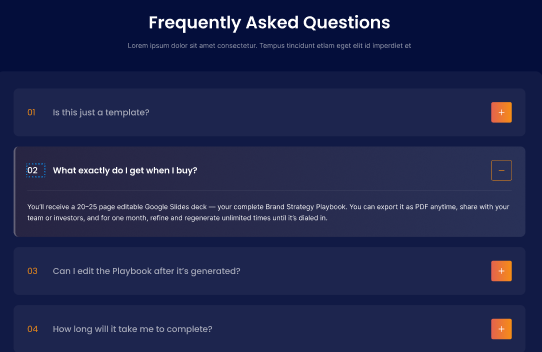 Frequently Asked Questions
Lorem ipsum dolor sit amet consectetur. Tempus tincidunt etiam eget elit id imperdiet et
01 Is this just a template? +
02 What exactly do I get when I buy? −
You'll receive a 20–25 page editable Google Slides deck — your complete Brand Strategy Playbook. You can export it as PDF anytime, share with your
team or investors, and for one month, refine and regenerate unlimited times until it's dialed in.
03 Can I edit the Playbook after it's generated? +
04 How long will it take me to complete? +